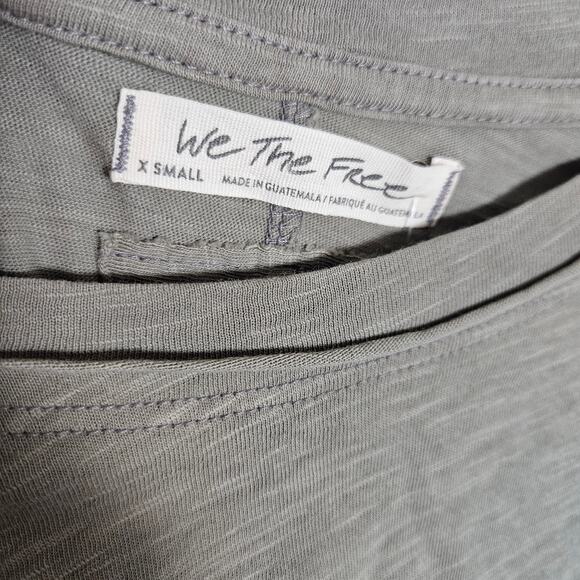 We The Free
X SMALL
MADE IN GUATEMALA / FABRIQUÉ AU GUATEMALA